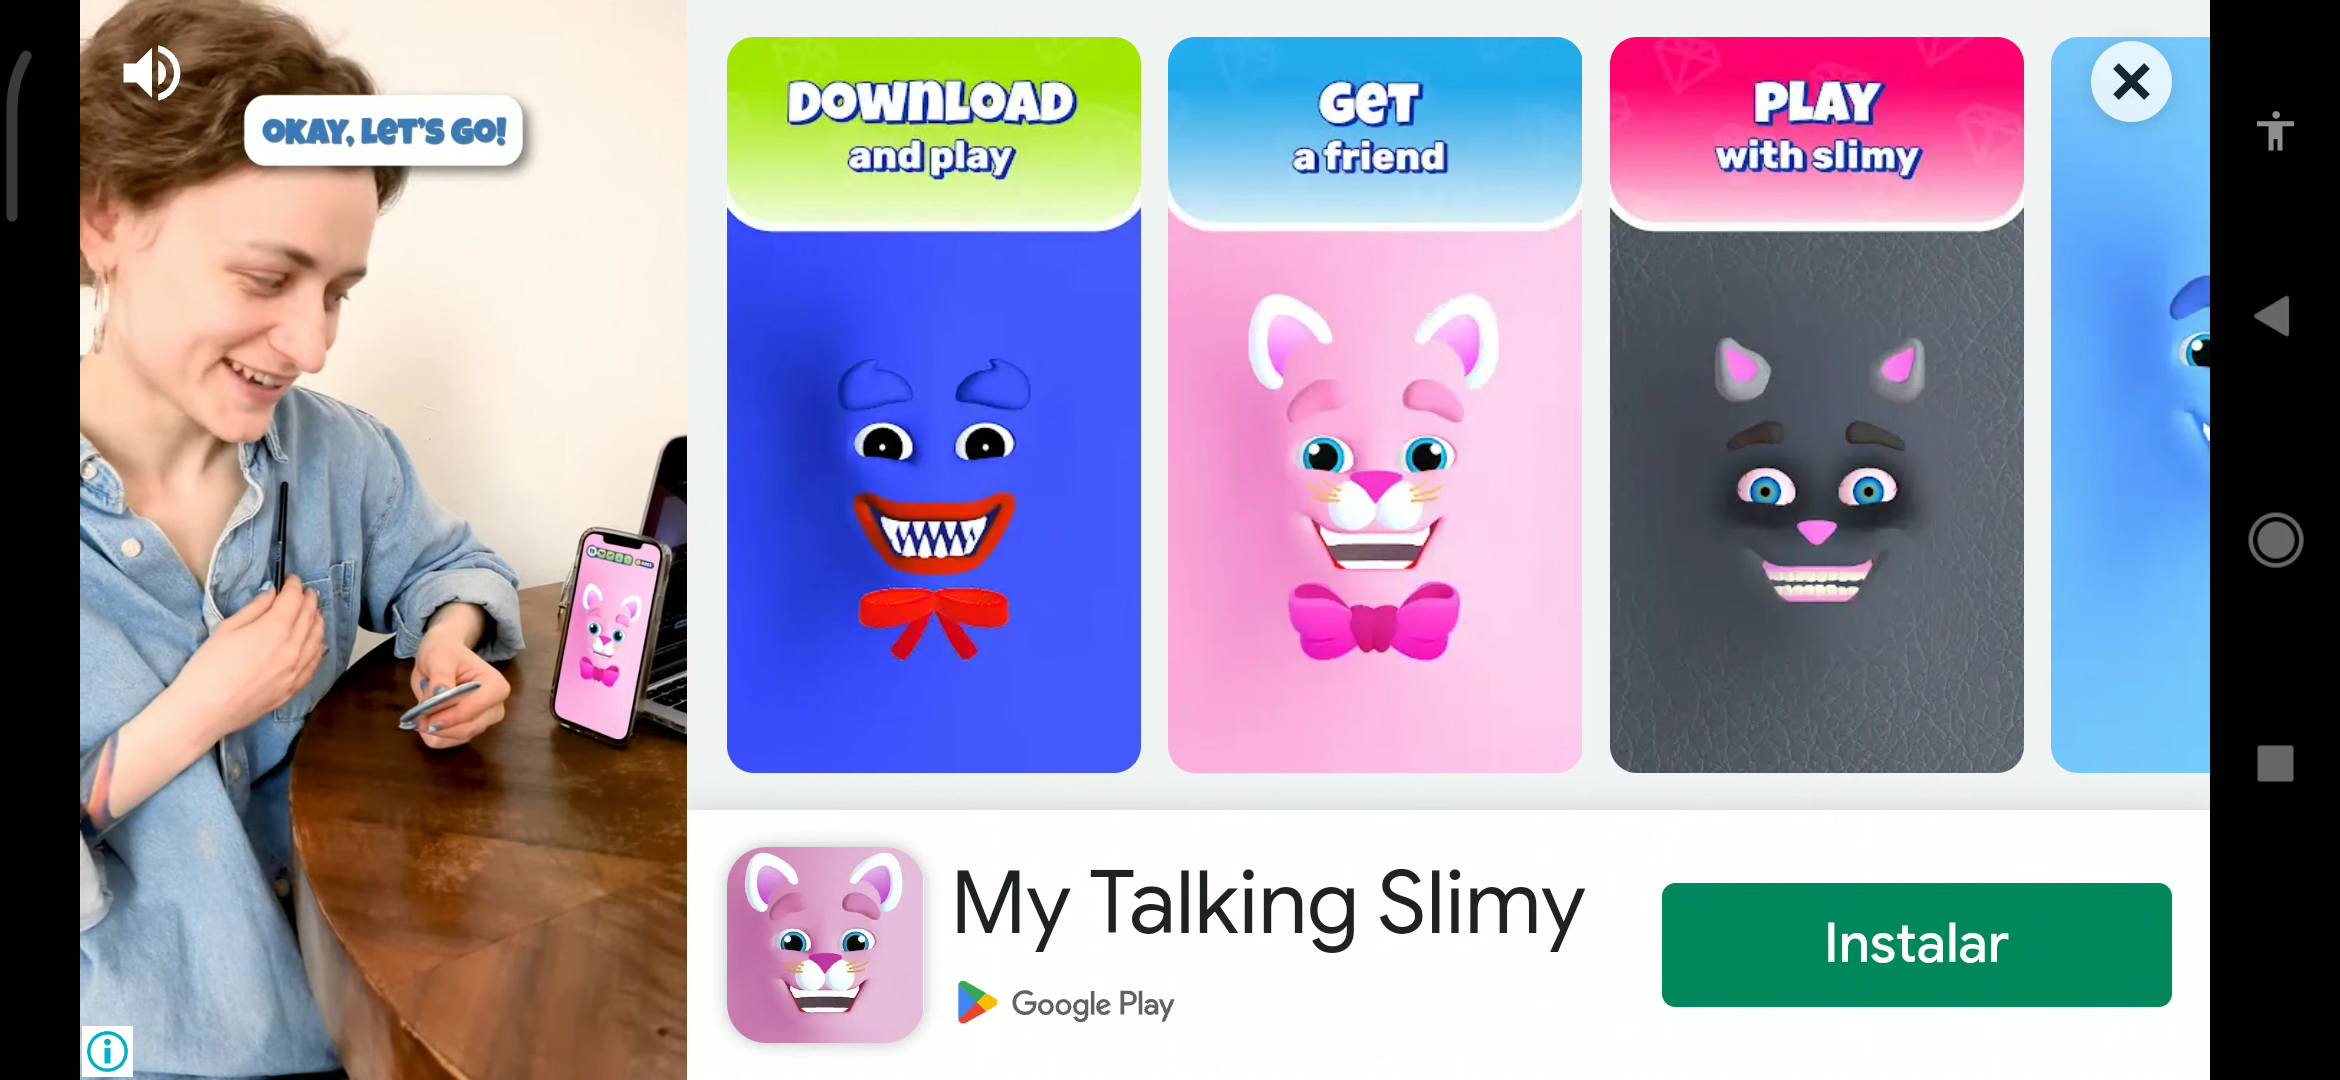 OKAY, LET'S GO!
DOWNLOAD
and play
GET
a friend
PLAY
with slimy
My Talking Slimy
Google Play
Instalar